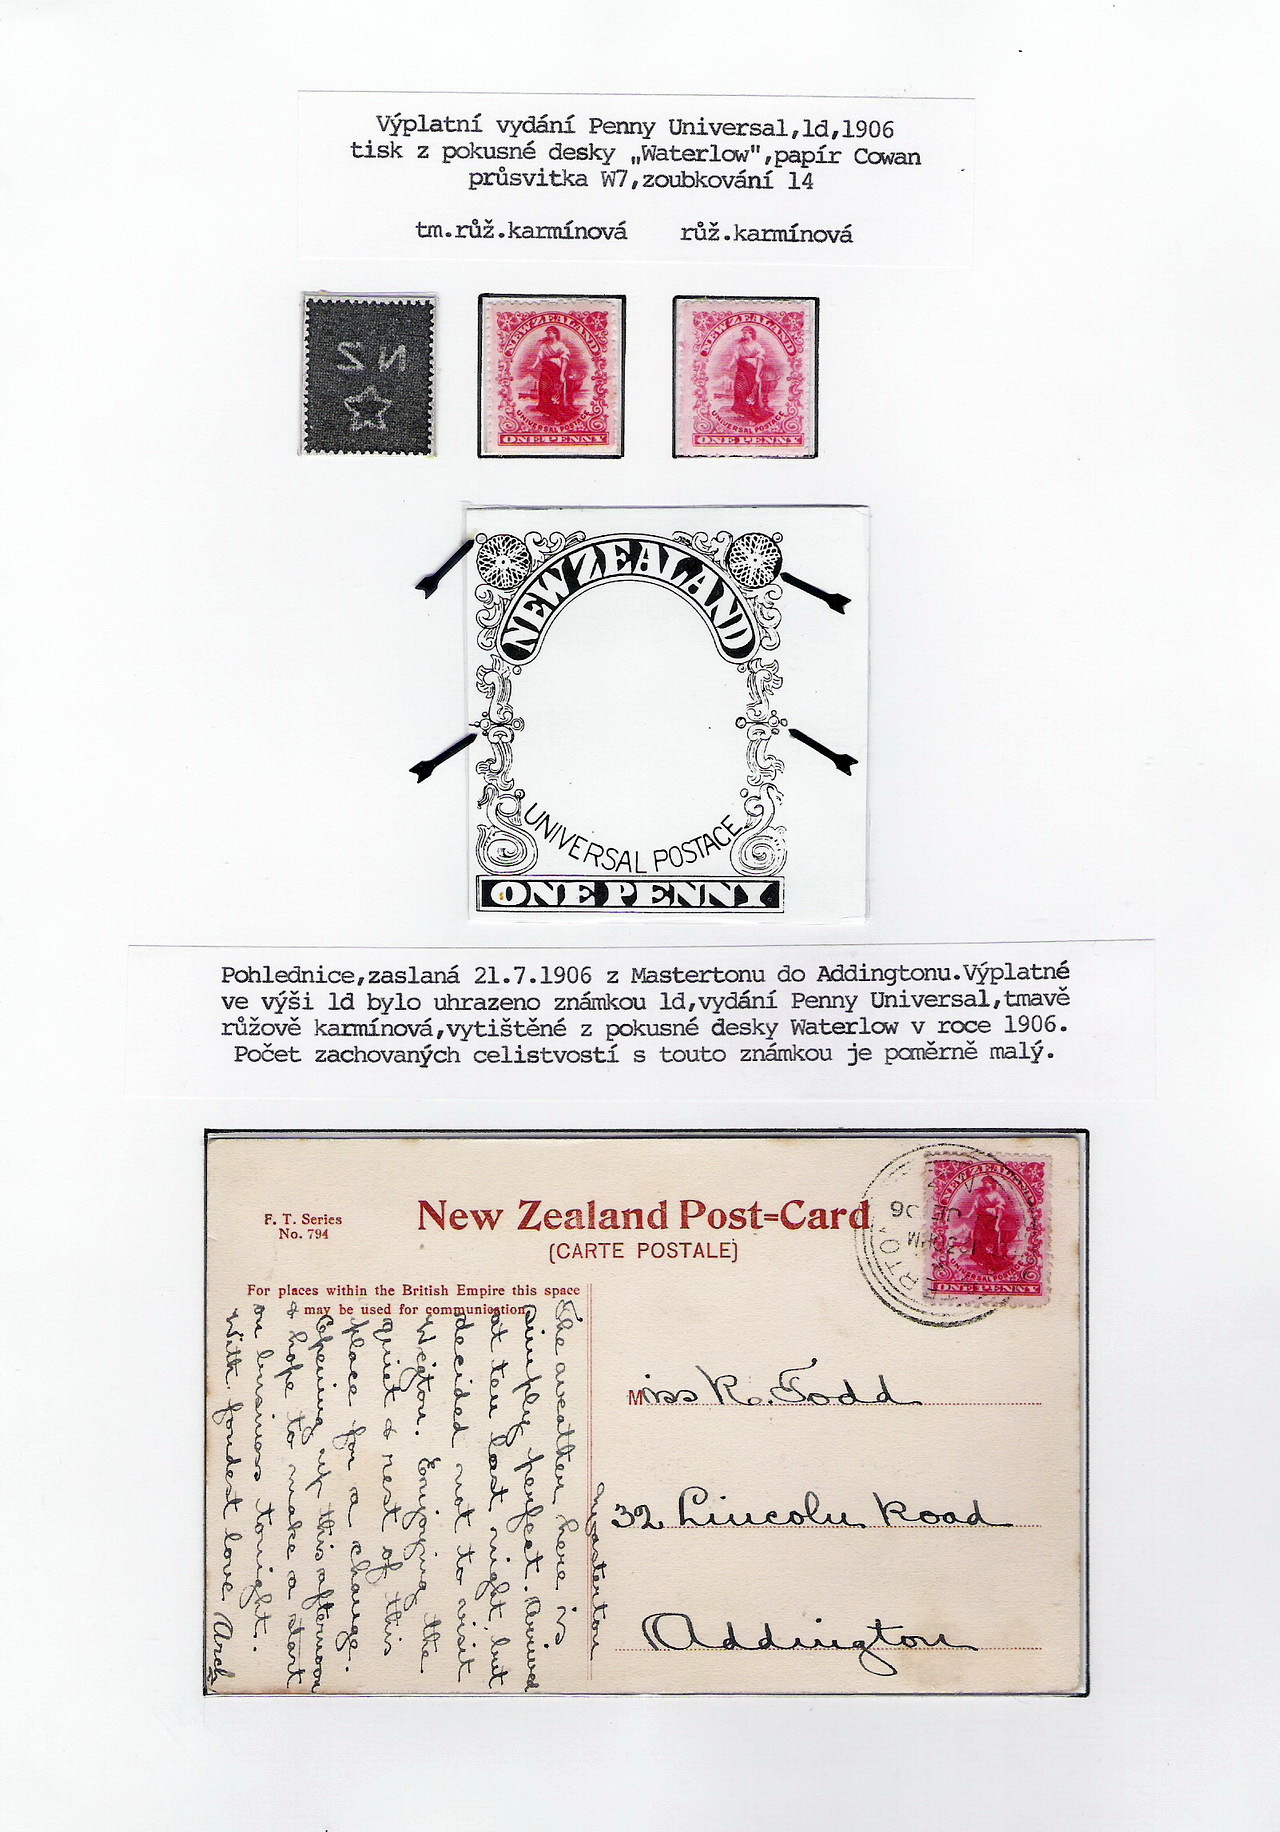 Výplatní vydání Penny Universal,1d,1906
tisk z pokusné desky „Waterlow",papír Cowan
průsvitka W7,zoubkování 14
tm.růž.karmínová růž.karmínová
N Z
NEW ZEALAND
UNIVERSAL POSTAGE
ONE PENNY
NEW ZEALAND
UNIVERSAL POSTAGE
ONE PENNY
NEW ZEALAND
UNIVERSAL POSTACE
ONE PENNY
Pohlednice,zaslaná 21.7.1906 z Mastertonu do Addingtonu.Výplatné
ve výši 1d bylo uhrazeno známkou 1d,vydání Penny Universal,tmavě
růžově karmínová,vytištěné z pokusné desky Waterlow v roce 1906.
Počet zachovaných celistvostí s touto známkou je poměrně malý.
F. T. Series
No. 794
New Zealand Post=Card
(CARTE POSTALE)
NEW ZEALAND
UNIVERSAL POSTAGE
ONE PENNY
For places within the British Empire this space
may be used for communication
Masterton
The weather here is
simply perfect. Arrived
at ten last night, but
decided not to visit
Wgton. Enjoying the
quiet & rest of this
place for a change.
Opening up this afternoon
& hope to make a start
on business tonight.
With fondest love Arch
Miss R. Todd
32 Lincoln Road
Addington